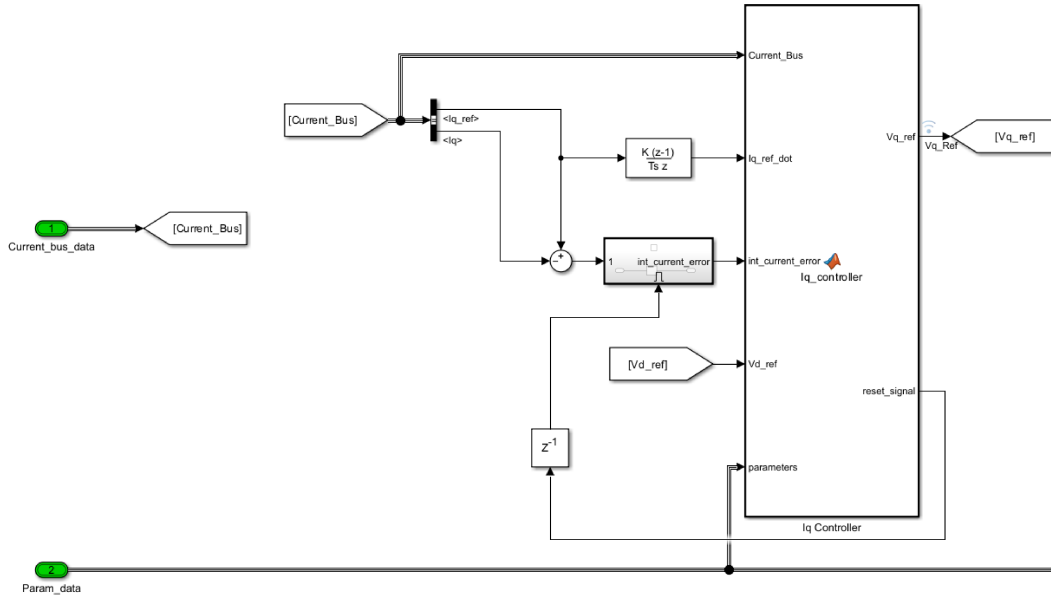 Current_Bus
[Current_Bus]
<Iq_ref>
<Iq>
Vq_ref
Vq_Ref
[Vq_ref]
K (z-1)
Ts z
Iq_ref_dot
1
Current_bus_data
[Current_Bus]
-
+
1
int_current_error
int_current_error
Iq_controller
[Vd_ref]
Vd_ref
reset_signal
z-1
parameters
Iq Controller
2
Param_data